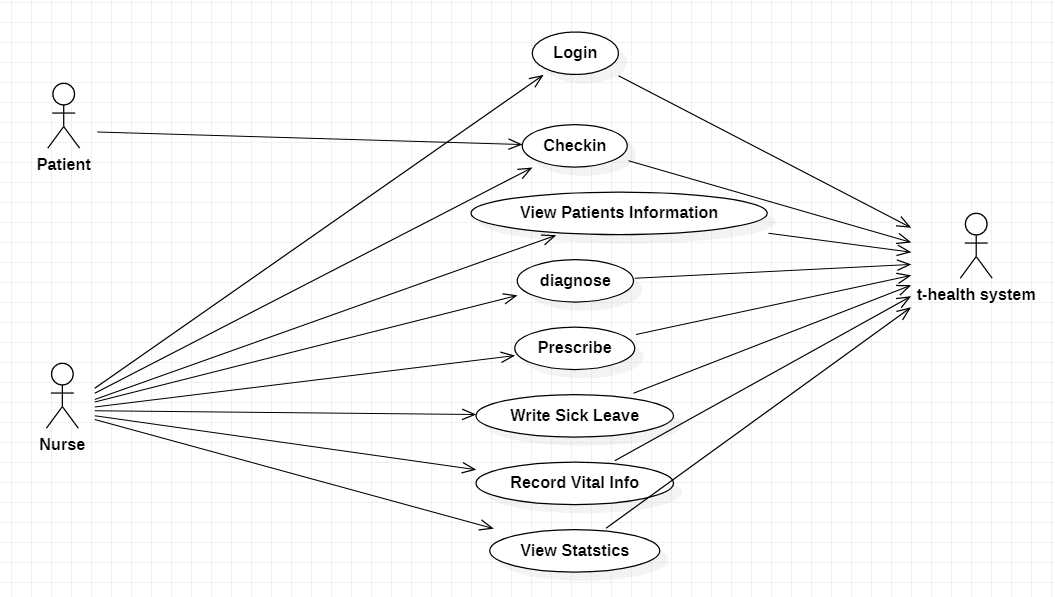 Login
Patient
Checkin
View Patients Information
diagnose
t-health system
Prescribe
Write Sick Leave
Nurse
Record Vital Info
View Statstics